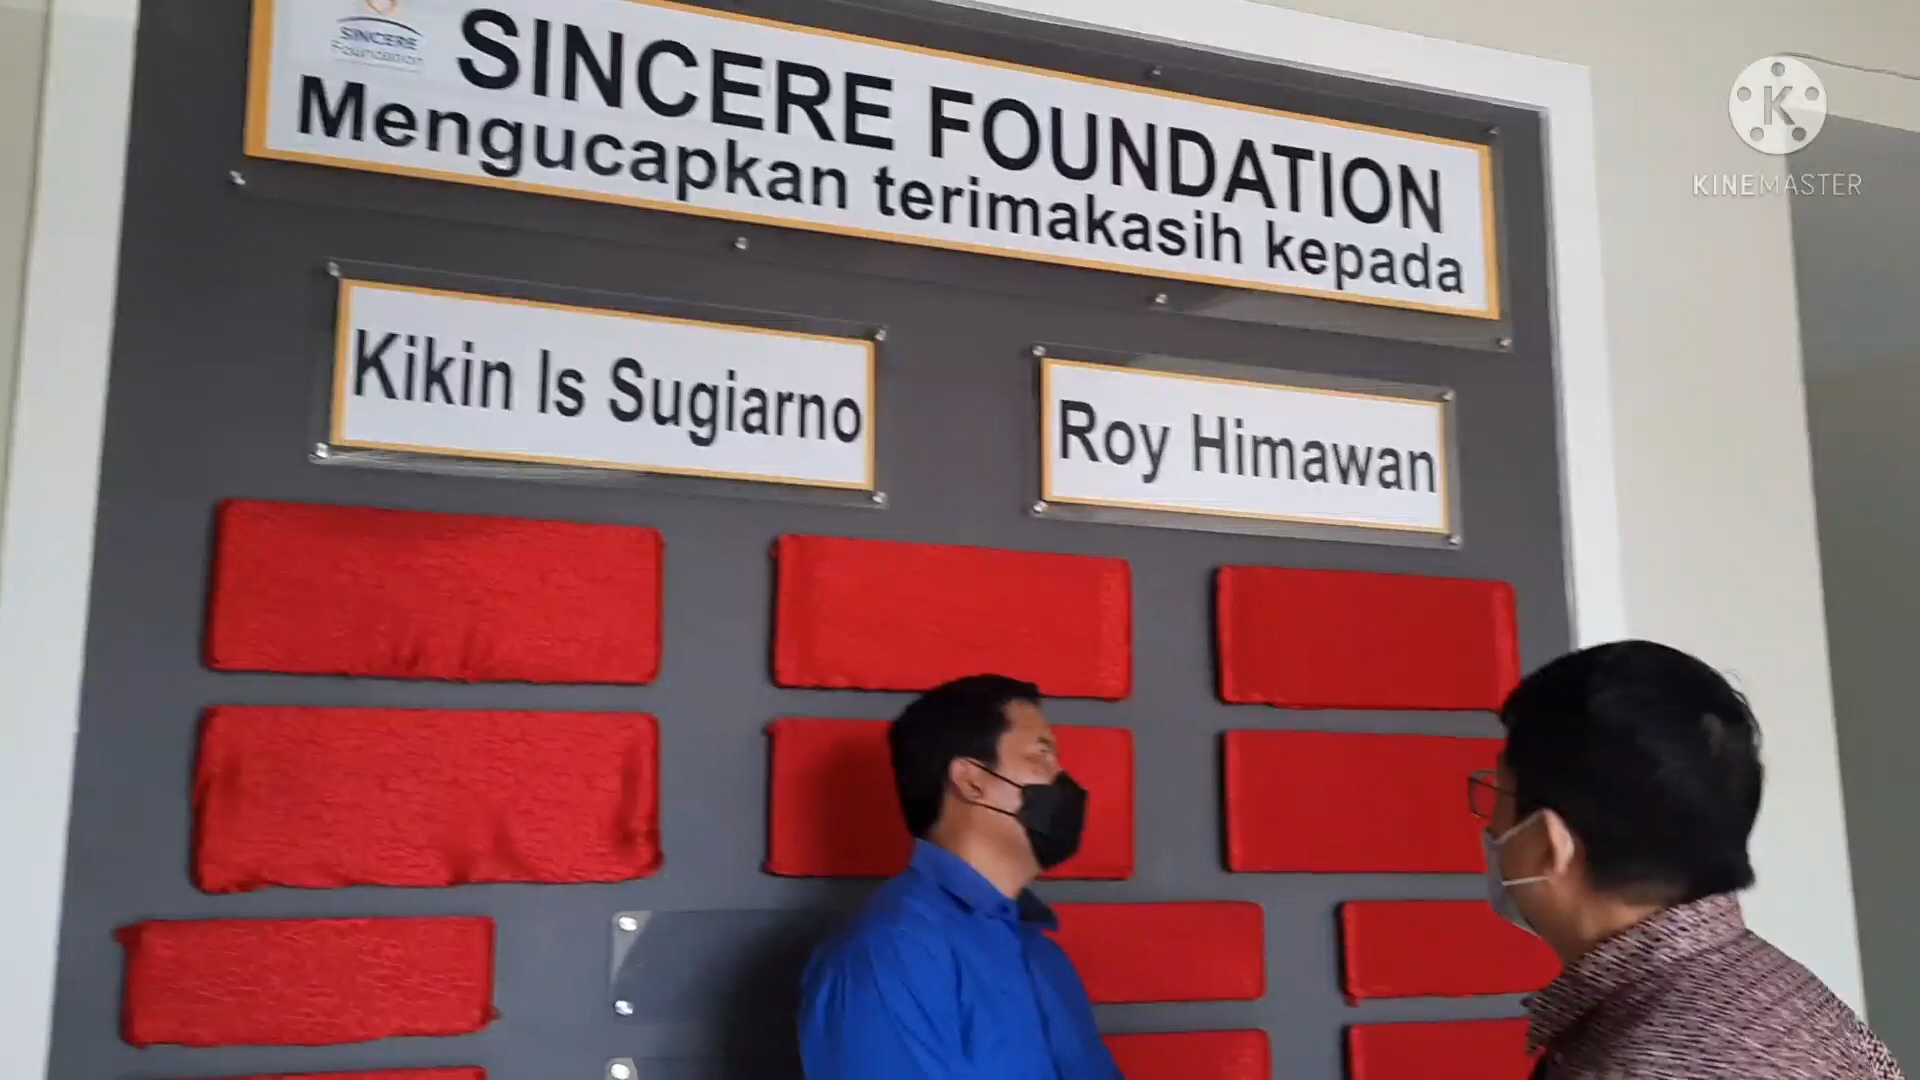 SINCERE
Foundation
SINCERE FOUNDATION
Mengucapkan terimakasih kepada
Kikin Is Sugiarno
Roy Himawan
K
KINEMASTER